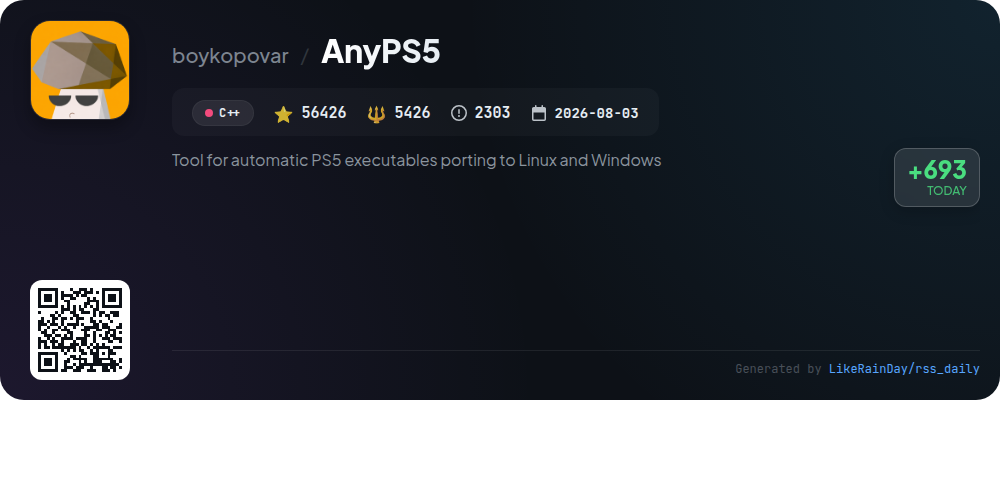 boykopovar / AnyPS5
C++ 56426 5426 2303 2026-08-03
Tool for automatic PS5 executables porting to Linux and Windows
+693
TODAY
Generated by LikeRainDay/rss_daily